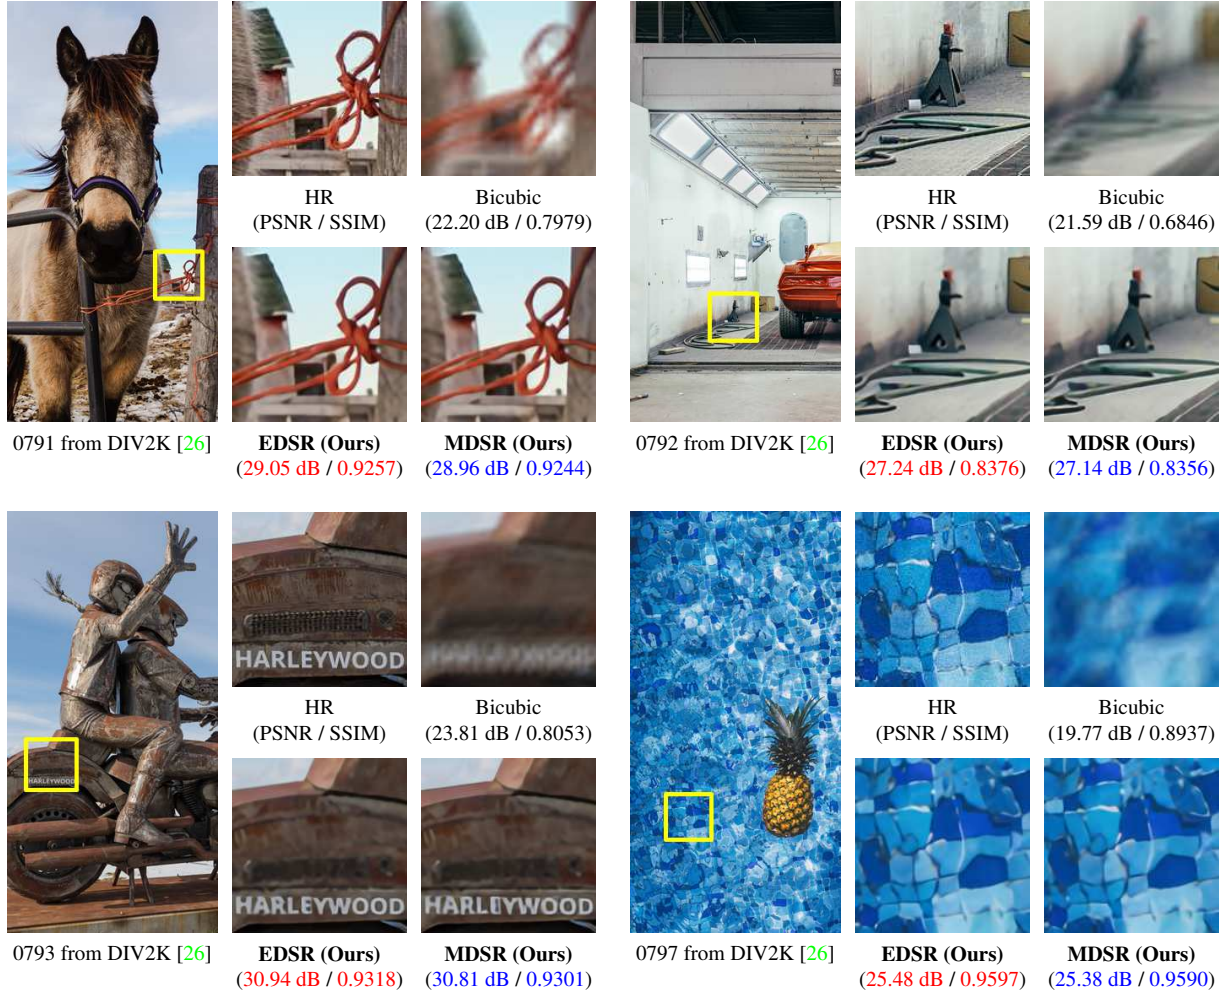 HR
(PSNR / SSIM)
Bicubic
(22.20 dB / 0.7979)
0791 from DIV2K [26]
EDSR (Ours)
(29.05 dB / 0.9257)
MDSR (Ours)
(28.96 dB / 0.9244)
HR
(PSNR / SSIM)
Bicubic
(21.59 dB / 0.6846)
0792 from DIV2K [26]
EDSR (Ours)
(27.24 dB / 0.8376)
MDSR (Ours)
(27.14 dB / 0.8356)
HARLEYWOOD
HARLEYWOOD
HR
(PSNR / SSIM)
Bicubic
(23.81 dB / 0.8053)
HARLEYWOOD
HARLEYWOOD
0793 from DIV2K [26]
EDSR (Ours)
(30.94 dB / 0.9318)
MDSR (Ours)
(30.81 dB / 0.9301)
HR
(PSNR / SSIM)
Bicubic
(19.77 dB / 0.8937)
0797 from DIV2K [26]
EDSR (Ours)
(25.48 dB / 0.9597)
MDSR (Ours)
(25.38 dB / 0.9590)